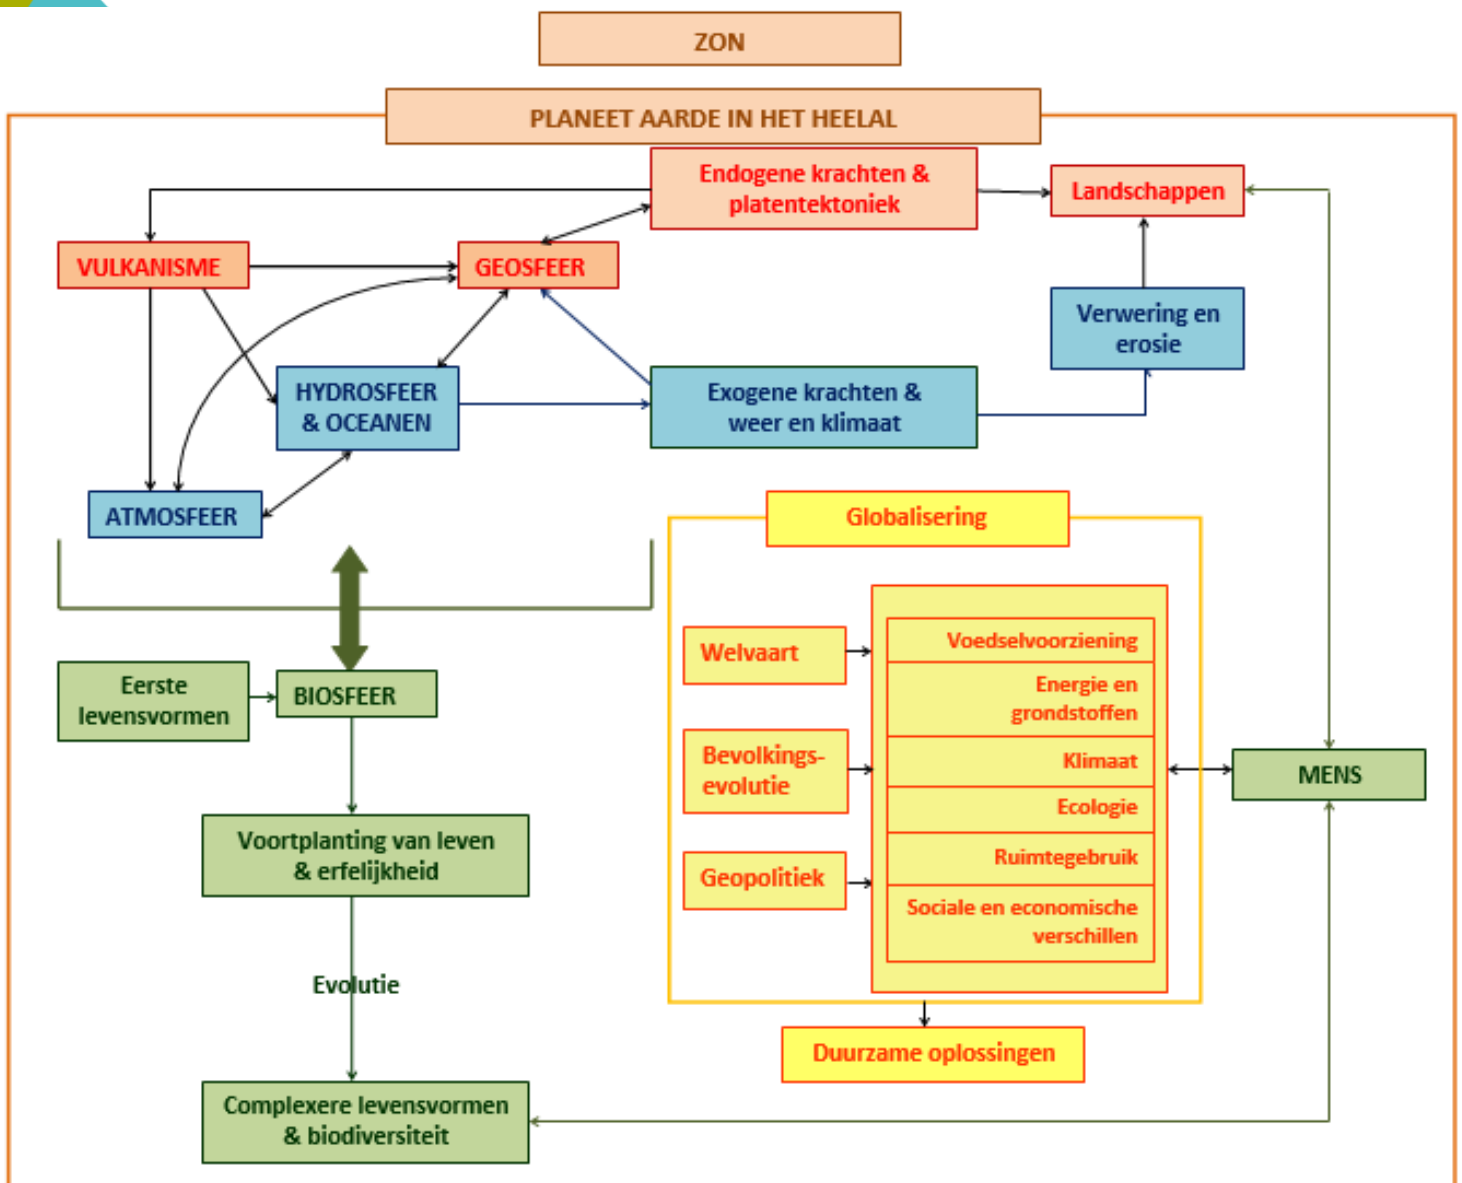 ZON
PLANEET AARDE IN HET HEELAL
Endogene krachten &
platentektoniek
Landschappen
VULKANISME
GEOSFEER
Verwering en
erosie
HYDROSFEER
& OCEANEN
Exogene krachten &
weer en klimaat
ATMOSFEER
Globalisering
Welvaart
Voedselvoorziening
Energie en
grondstoffen
Eerste
levensvormen
BIOSFEER
Bevolkings-
evolutie
Klimaat
MENS
Ecologie
Voortplanting van leven
& erfelijkheid
Geopolitiek
Ruimtegebruik
Sociale en economische
verschillen
Evolutie
Duurzame oplossingen
Complexere levensvormen
& biodiversiteit